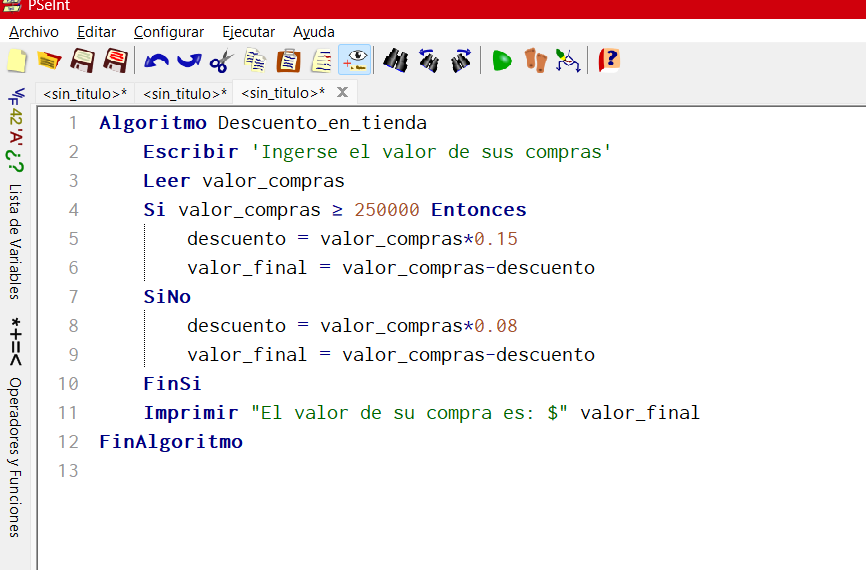 PSeInt
Archivo Editar Configurar Ejecutar Ayuda
<sin_titulo>* <sin_titulo>* <sin_titulo>* X
1 Algoritmo Descuento_en_tienda
2 Escribir 'Ingerse el valor de sus compras'
3 Leer valor_compras
4 Si valor_compras ≥ 250000 Entonces
5 descuento = valor_compras*0.15
6 valor_final = valor_compras-descuento
7 SiNo
8 descuento = valor_compras*0.08
9 valor_final = valor_compras-descuento
10 FinSi
11 Imprimir "El valor de su compra es: $" valor_final
12 FinAlgoritmo
13
VF42'A'¿? Lista de Variables
*+=< Operadores y Funciones